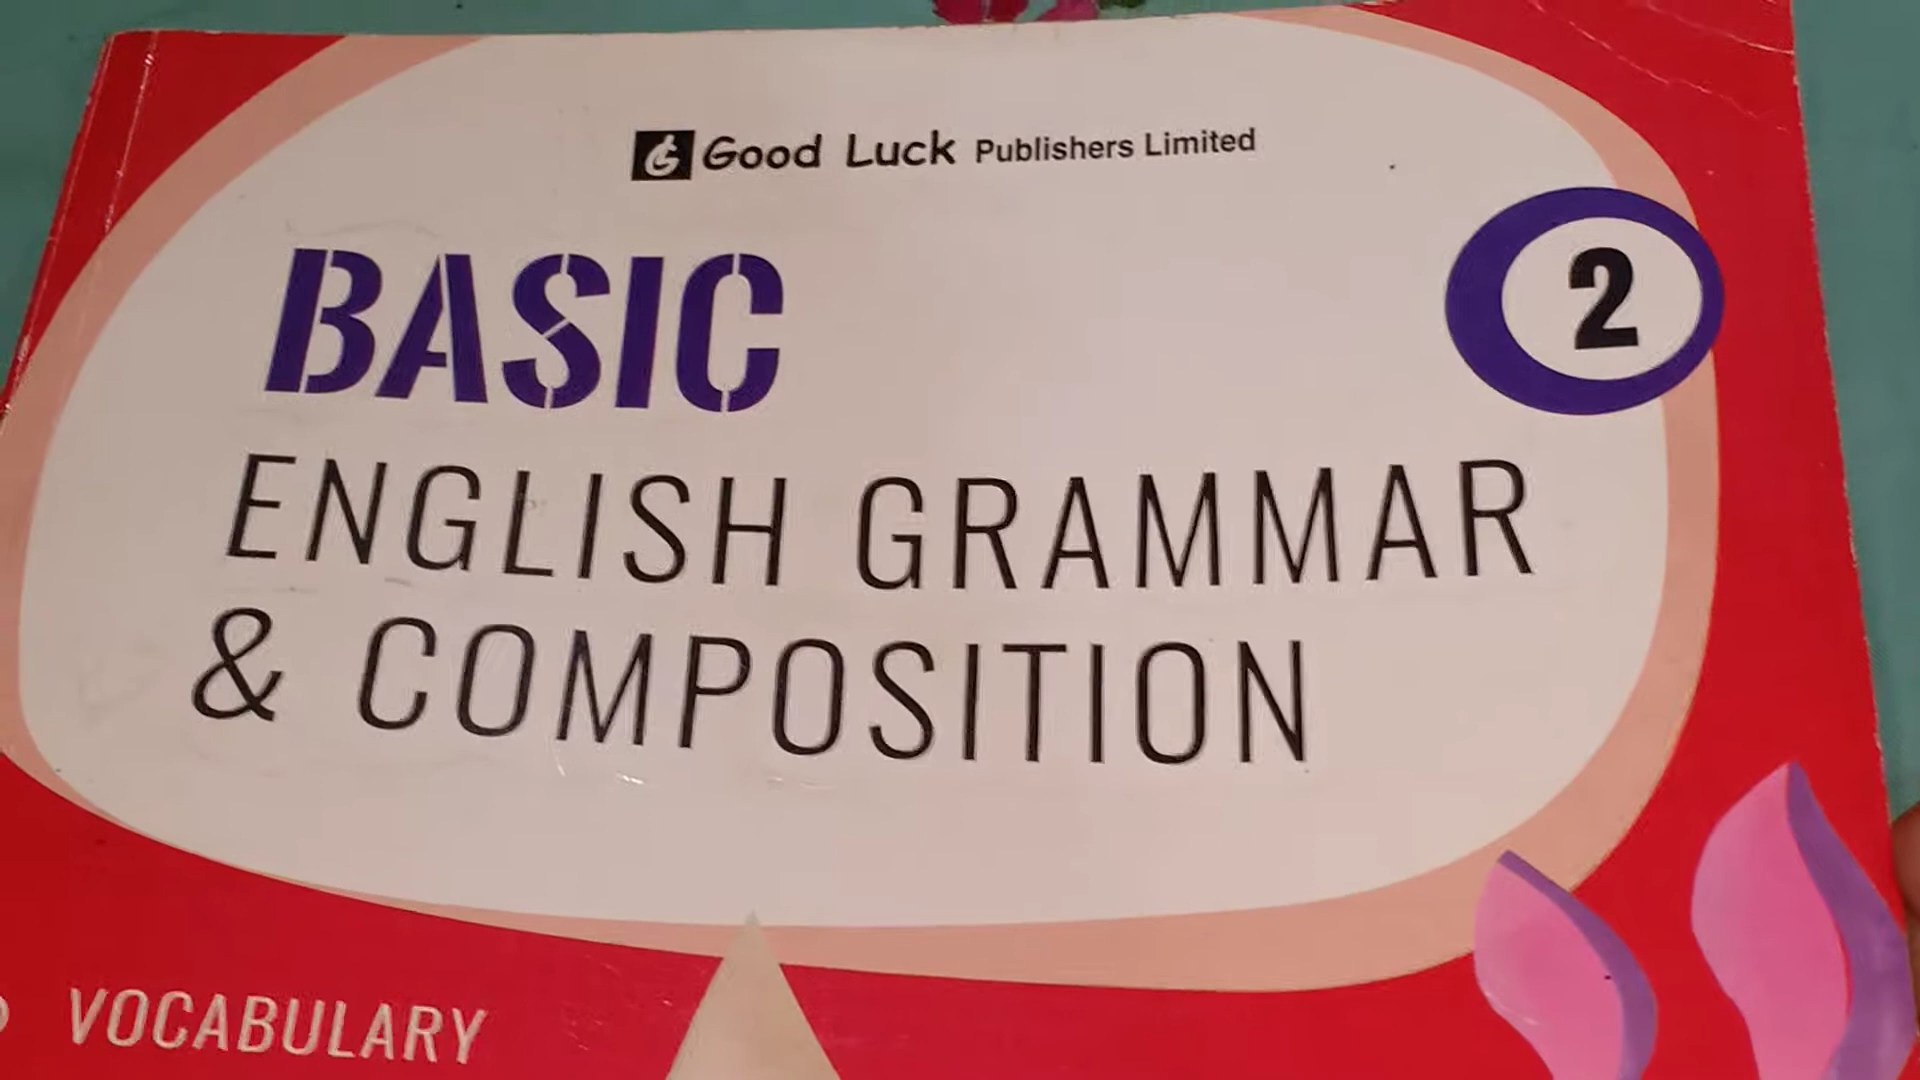 Good Luck Publishers Limited
2
BASIC
ENGLISH GRAMMAR
& COMPOSITION
VOCABULARY